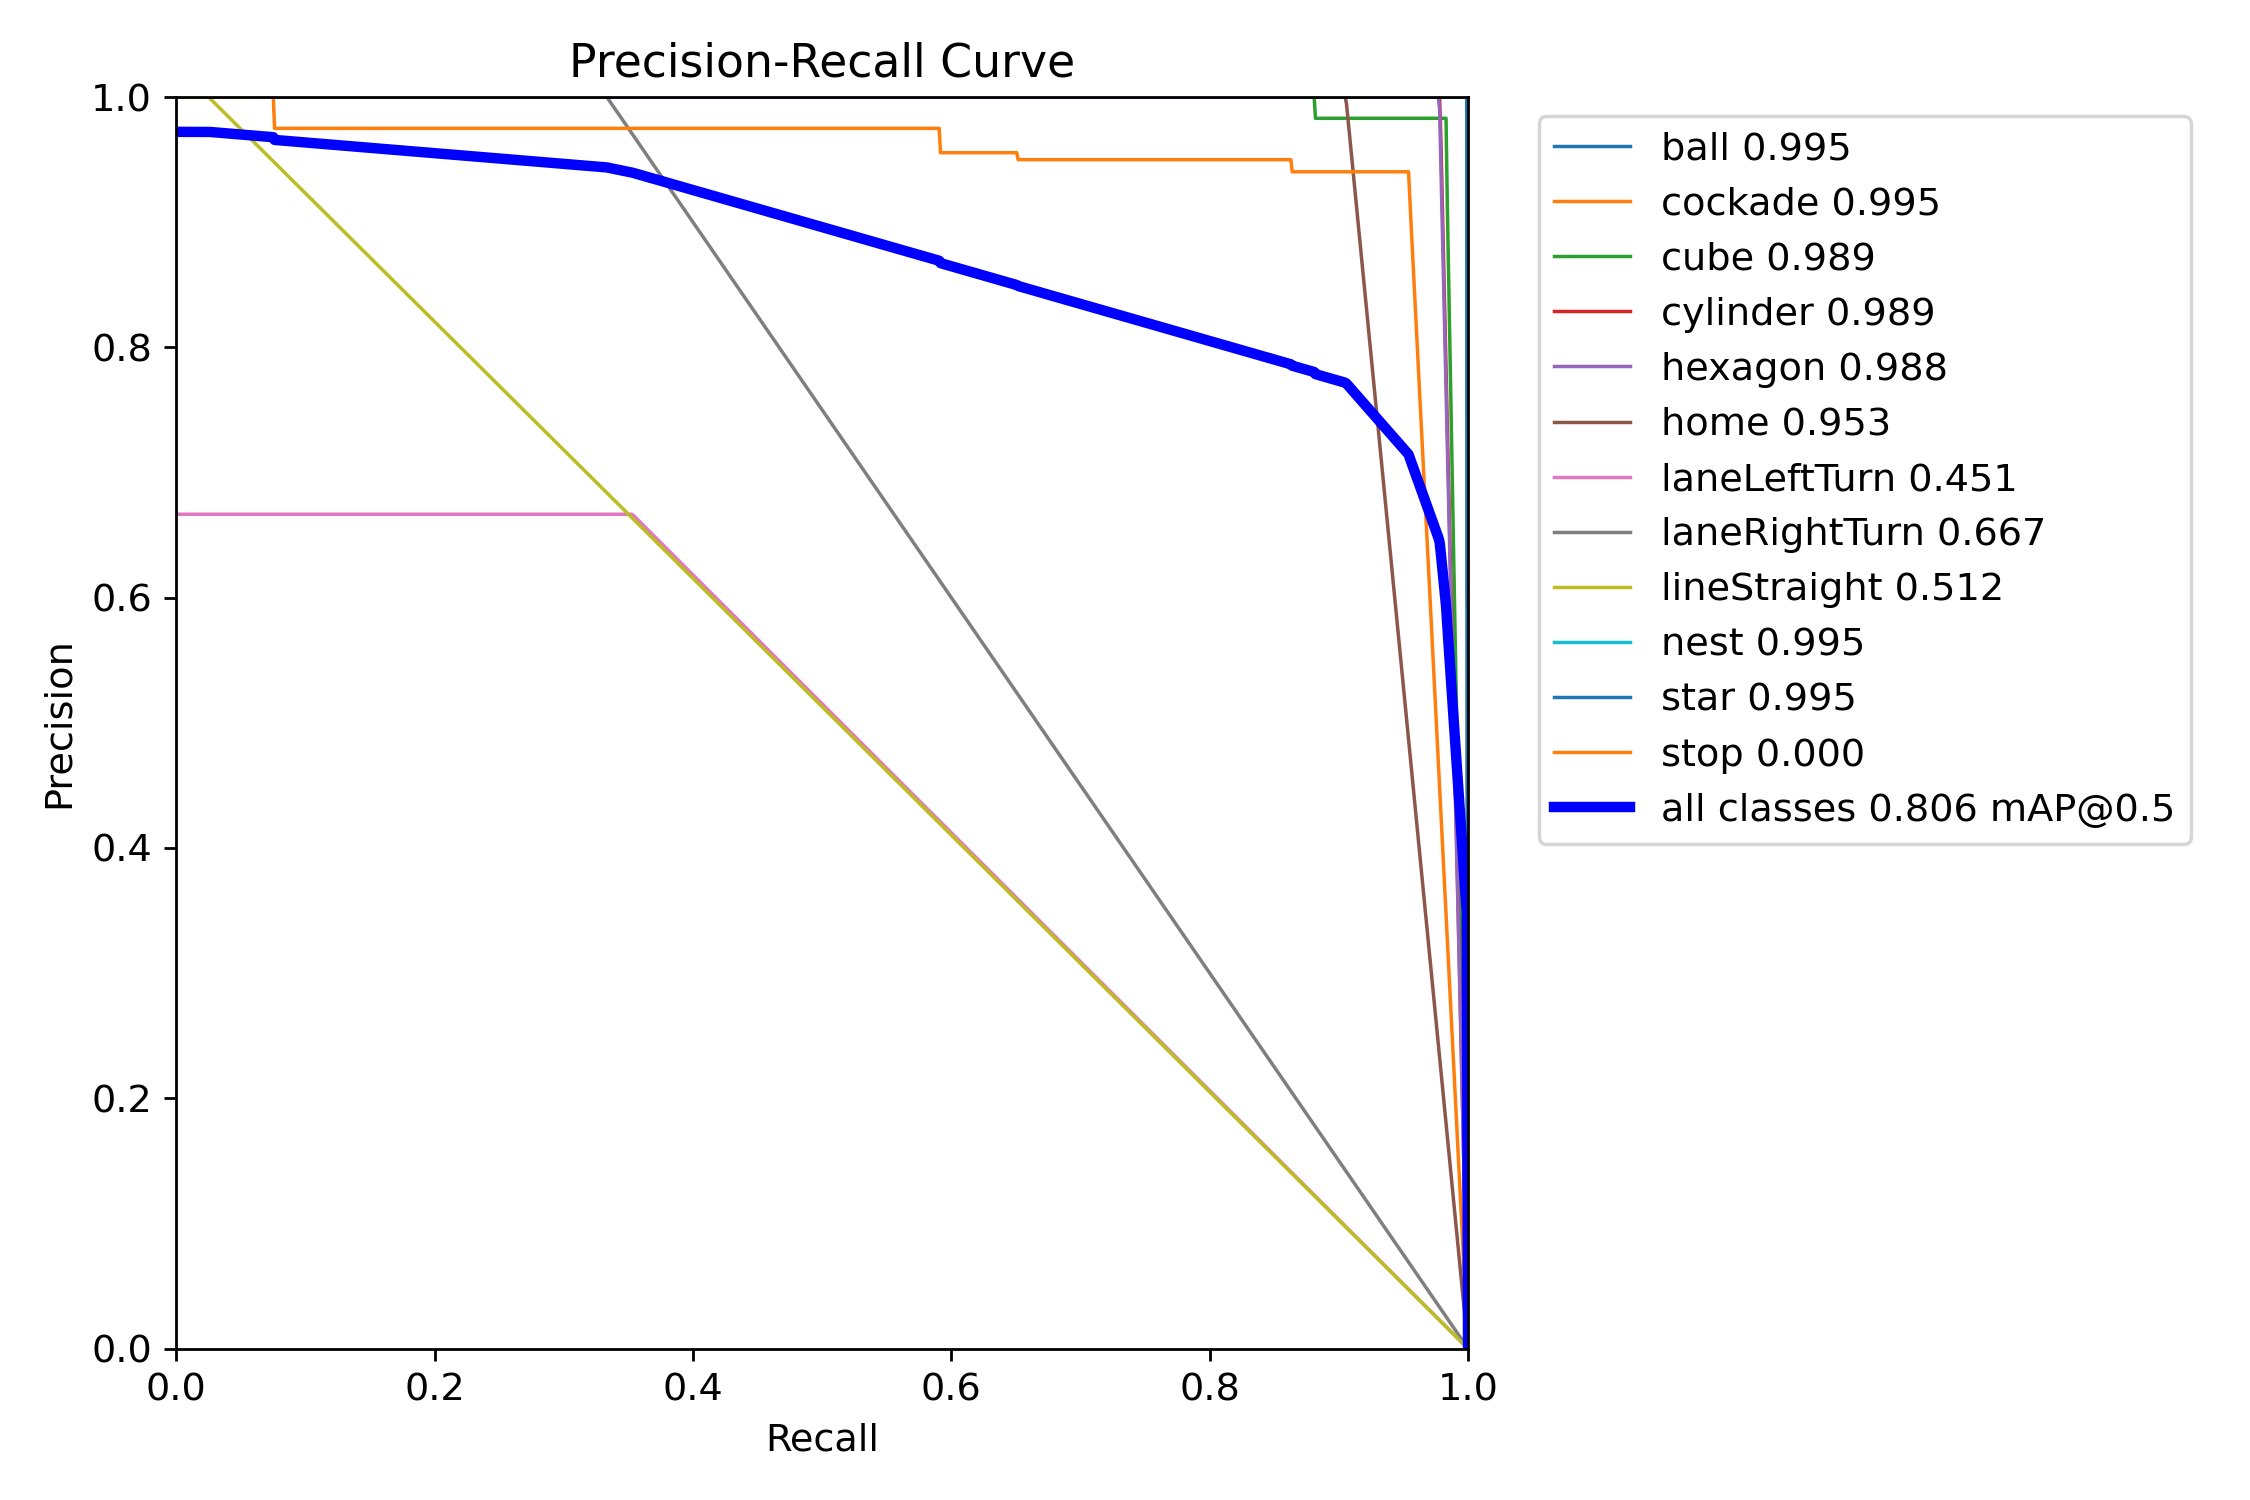 Precision-Recall Curve
1.0
0.8
0.6
0.4
0.2
0.0
Precision
0.0 0.2 0.4 0.6 0.8 1.0
Recall
ball 0.995
cockade 0.995
cube 0.989
cylinder 0.989
hexagon 0.988
home 0.953
laneLeftTurn 0.451
laneRightTurn 0.667
lineStraight 0.512
nest 0.995
star 0.995
stop 0.000
all classes 0.806 mAP@0.5